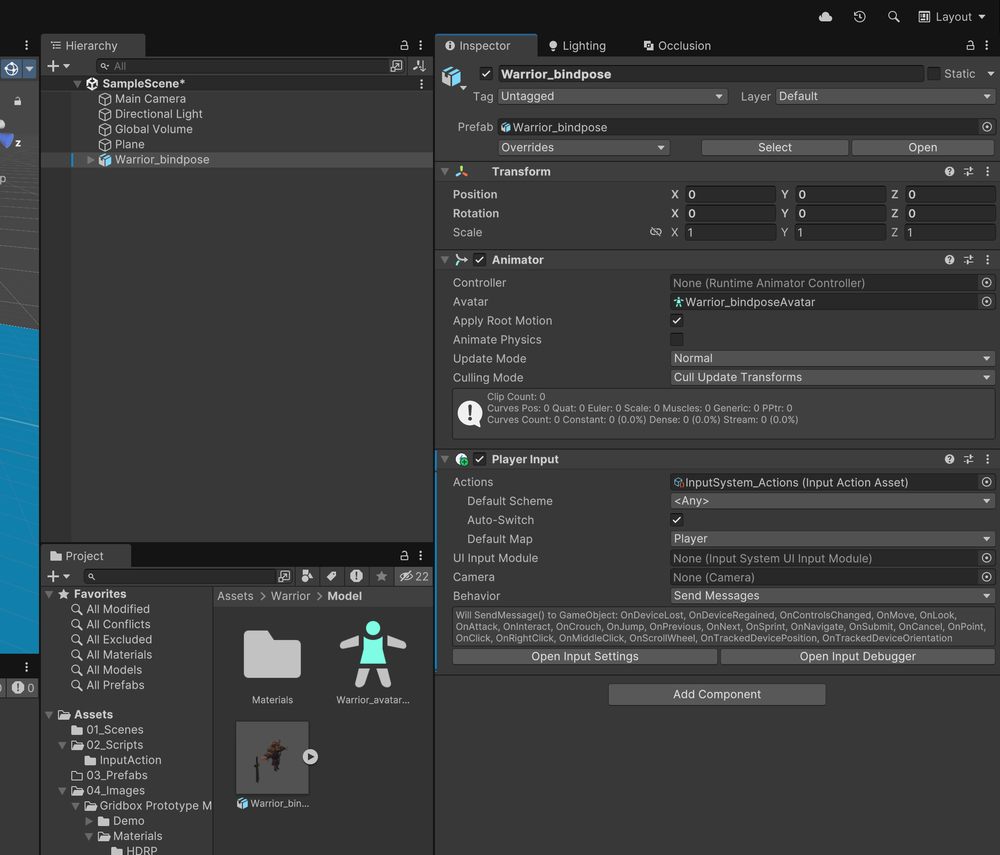 Layout
Hierarchy
All
SampleScene*
Main Camera
Directional Light
Global Volume
Plane
Warrior_bindpose
z
p
0
Project
22
Favorites
All Modified
All Conflicts
All Excluded
All Materials
All Models
All Prefabs
Assets
01_Scenes
02_Scripts
InputAction
03_Prefabs
04_Images
Gridbox Prototype M
Demo
Materials
HDRP
Assets > Warrior > Model
Materials
Warrior_avatar...
Warrior_bin...
Inspector
Lighting
Occlusion
Warrior_bindpose
Static
Tag Untagged
Layer Default
Prefab Warrior_bindpose
Overrides Select Open
Transform
Position X 0 Y 0 Z 0
Rotation X 0 Y 0 Z 0
Scale X 1 Y 1 Z 1
Animator
Controller None (Runtime Animator Controller)
Avatar Warrior_bindposeAvatar
Apply Root Motion
Animate Physics
Update Mode Normal
Culling Mode Cull Update Transforms
Clip Count: 0
Curves Pos: 0 Quat: 0 Euler: 0 Scale: 0 Muscles: 0 Generic: 0 PPtr: 0
Curves Count: 0 Constant: 0 (0.0%) Dense: 0 (0.0%) Stream: 0 (0.0%)
Player Input
Actions InputSystem_Actions (Input Action Asset)
Default Scheme <Any>
Auto-Switch
Default Map Player
UI Input Module None (Input System UI Input Module)
Camera None (Camera)
Behavior Send Messages
Will SendMessage() to GameObject: OnDeviceLost, OnDeviceRegained, OnControlsChanged, OnMove, OnLook,
OnAttack, OnInteract, OnCrouch, OnJump, OnPrevious, OnNext, OnSprint, OnNavigate, OnSubmit, OnCancel, OnPoint,
OnClick, OnRightClick, OnMiddleClick, OnScrollWheel, OnTrackedDevicePosition, OnTrackedDeviceOrientation
Open Input Settings Open Input Debugger
Add Component